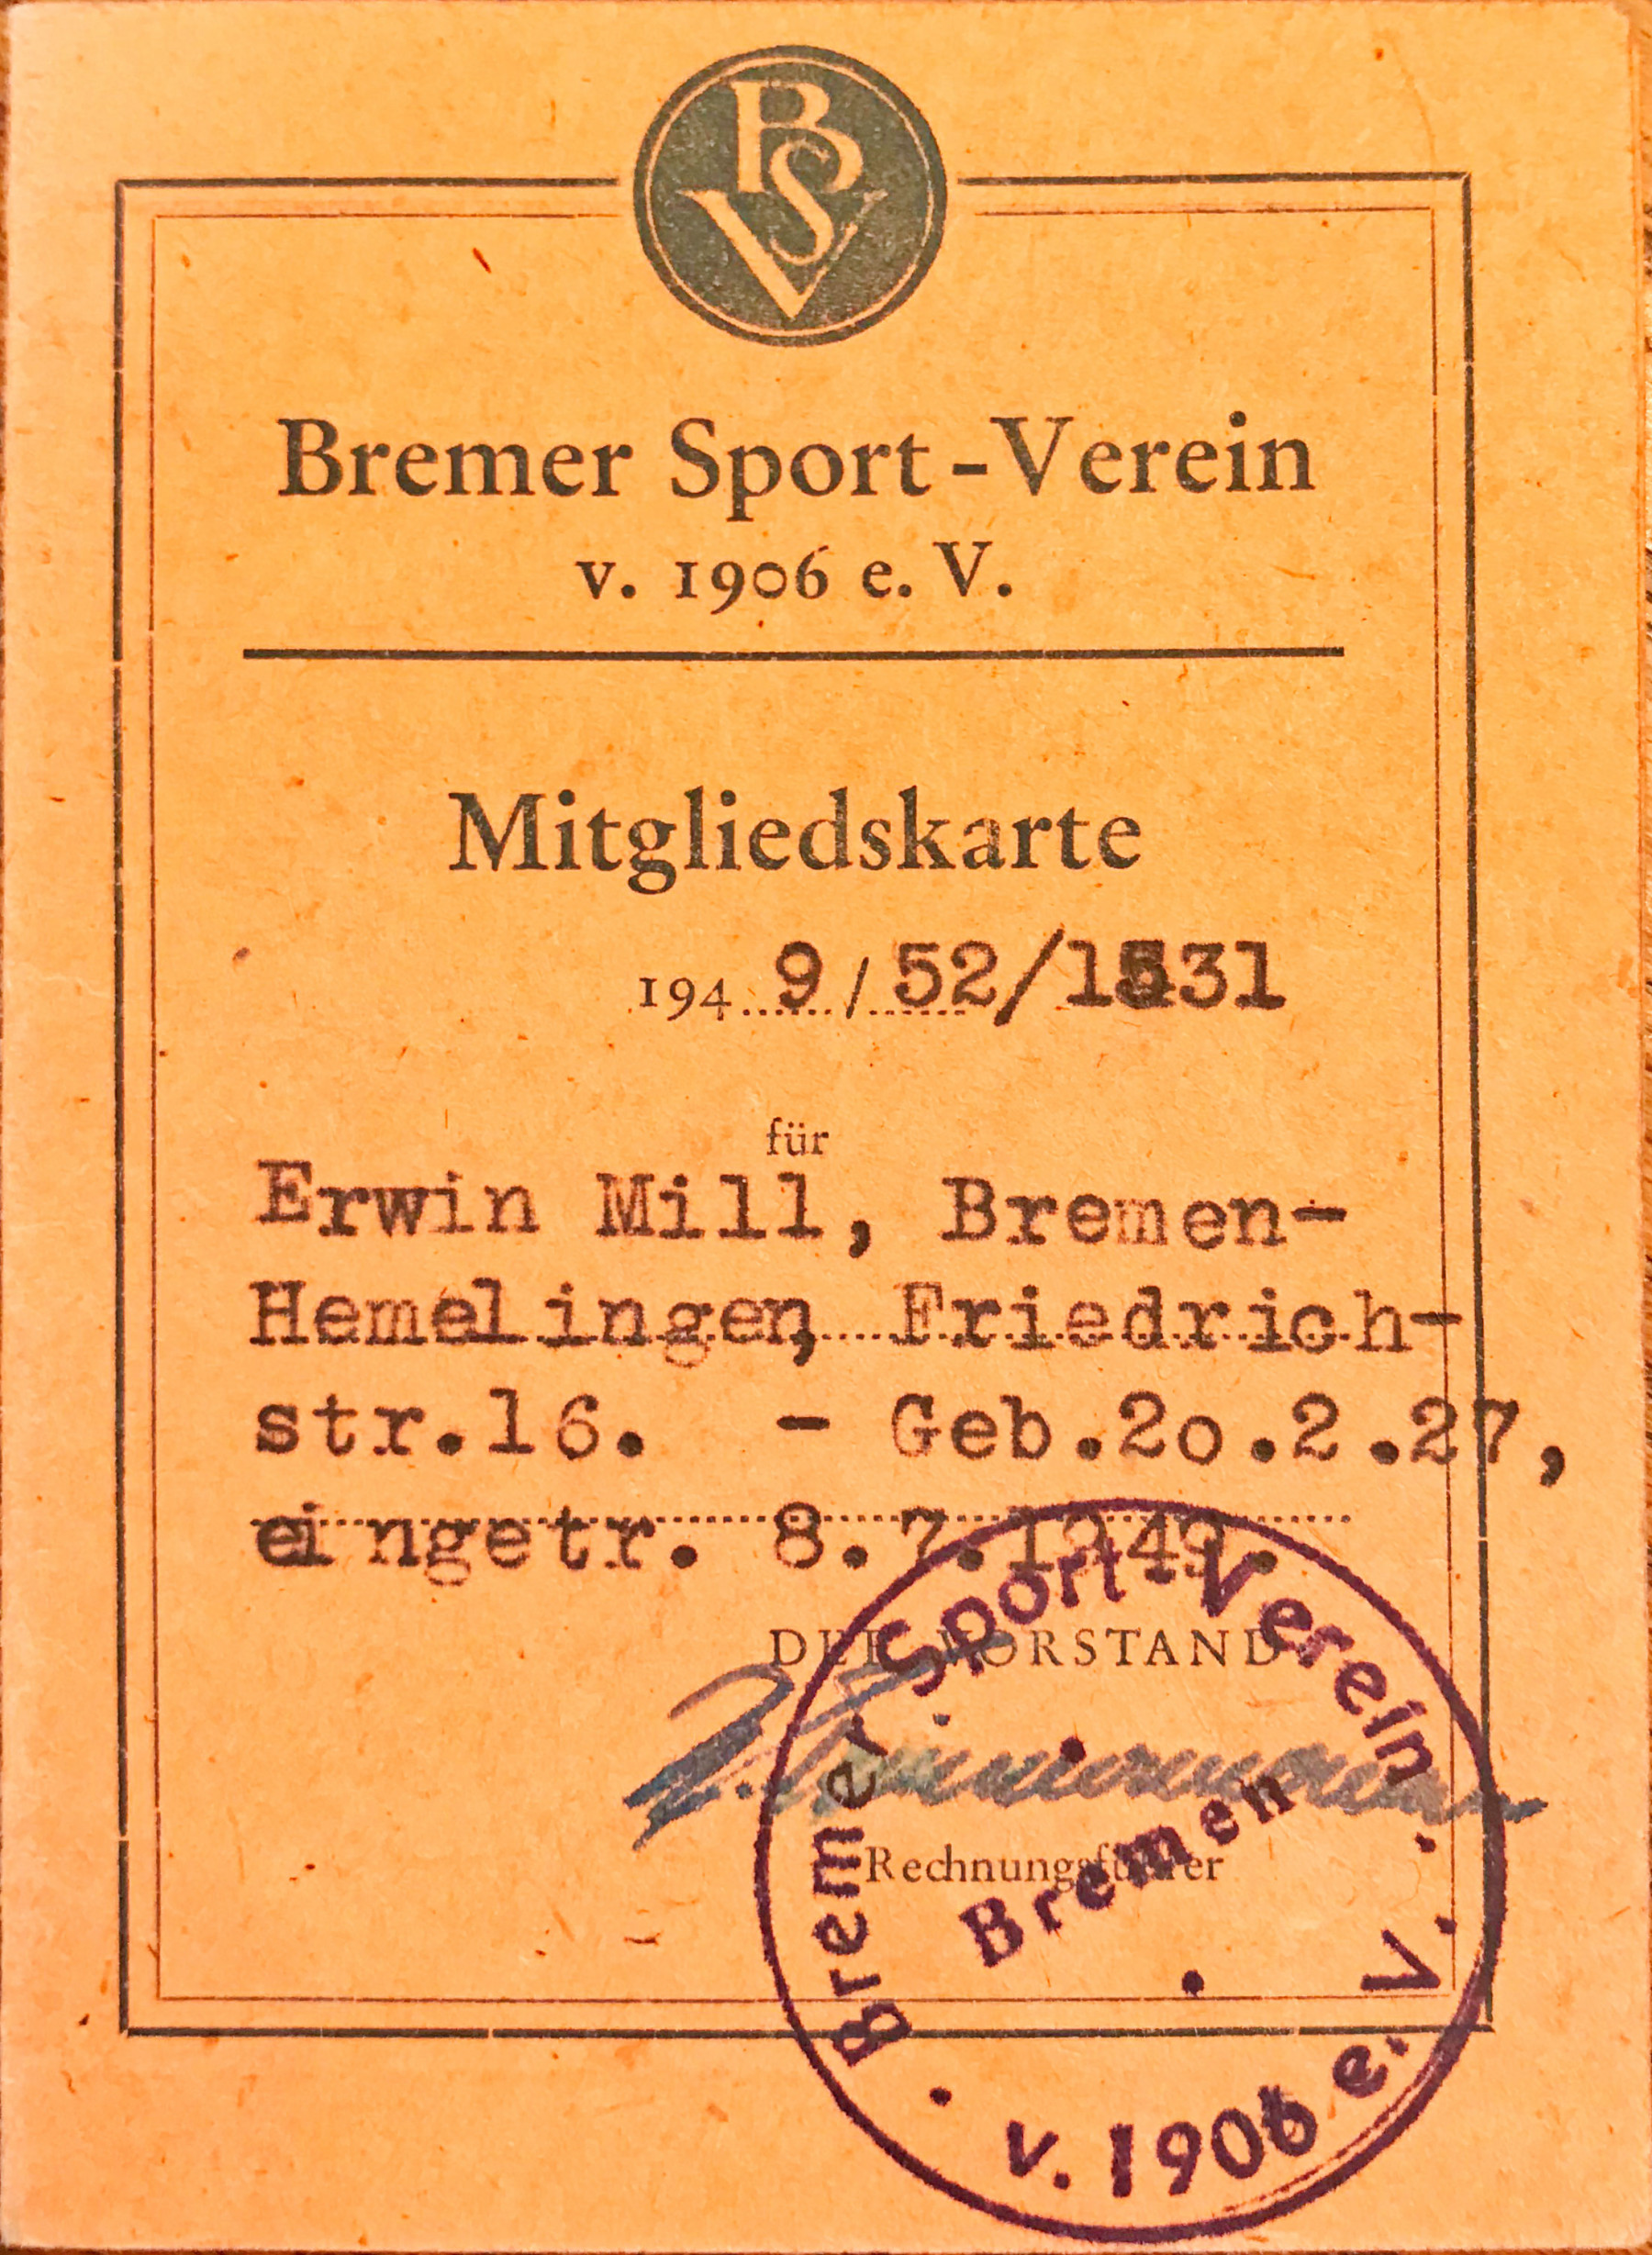 BSV
Bremer Sport-Verein
v. 1906 e. V.
Mitgliedskarte
194 9 / 52/1531
für
Erwin Mill, Bremen-
Hemelingen, Friedrich-
str.16. - Geb.2o.2.27,
eingetr. 8.7.1949.
DER VORSTAND
Rechnungsführer
Bremer Sport-Verein
Bremen
v. 1906 e. V.